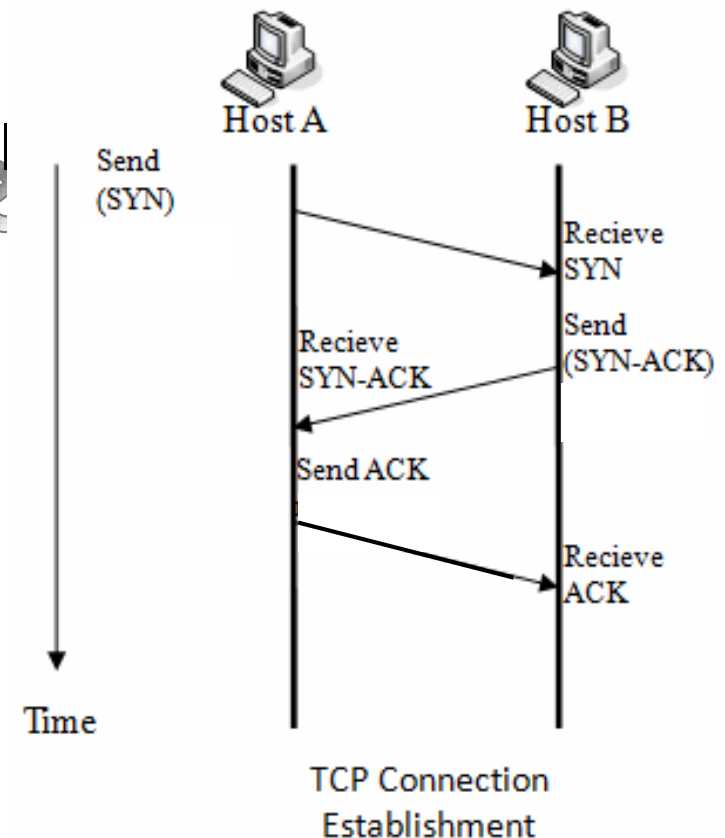 Host A
Host B
Send
(SYN)
Recieve
SYN
Send
(SYN-ACK)
Recieve
SYN-ACK
Send ACK
Recieve
ACK
Time
TCP Connection
Establishment